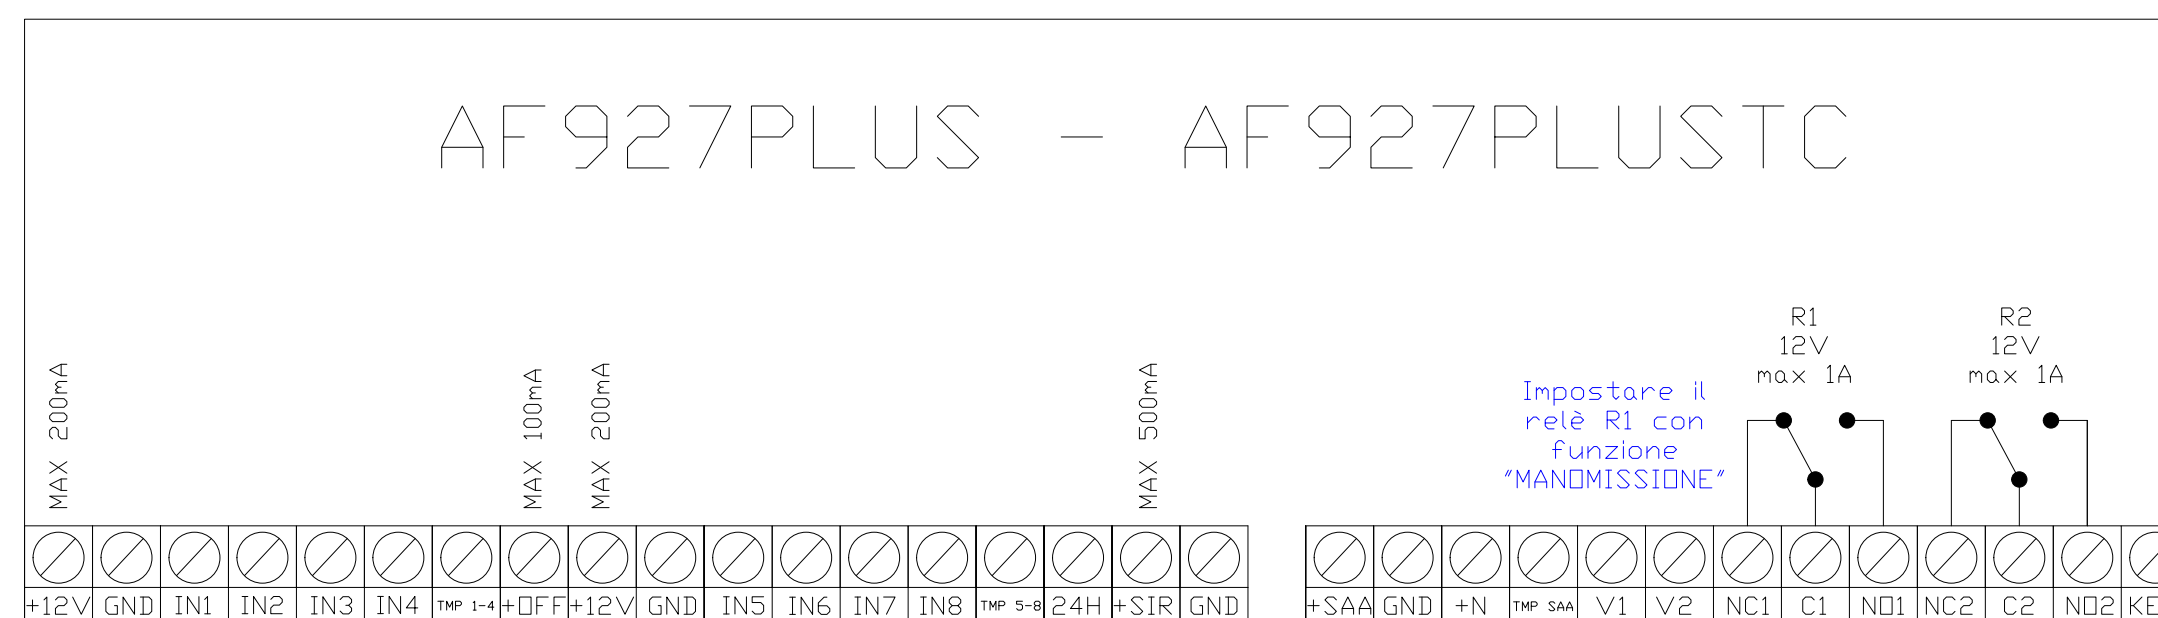 AF927PLUS - AF927PLUSTC
R1
12V
max 1A
R2
12V
max 1A
Impostare il
relè R1 con
funzione
"MANOMISSIONE"
MAX 200mA
MAX 100mA
MAX 200mA
MAX 500mA
+12V GND IN1 IN2 IN3 IN4 TMP 1-4 +OFF +12V GND IN5 IN6 IN7 IN8 TMP 5-8 24H +SIR GND
+SAA GND +N TMP SAA V1 V2 NC1 C1 NO1 NC2 C2 NO2